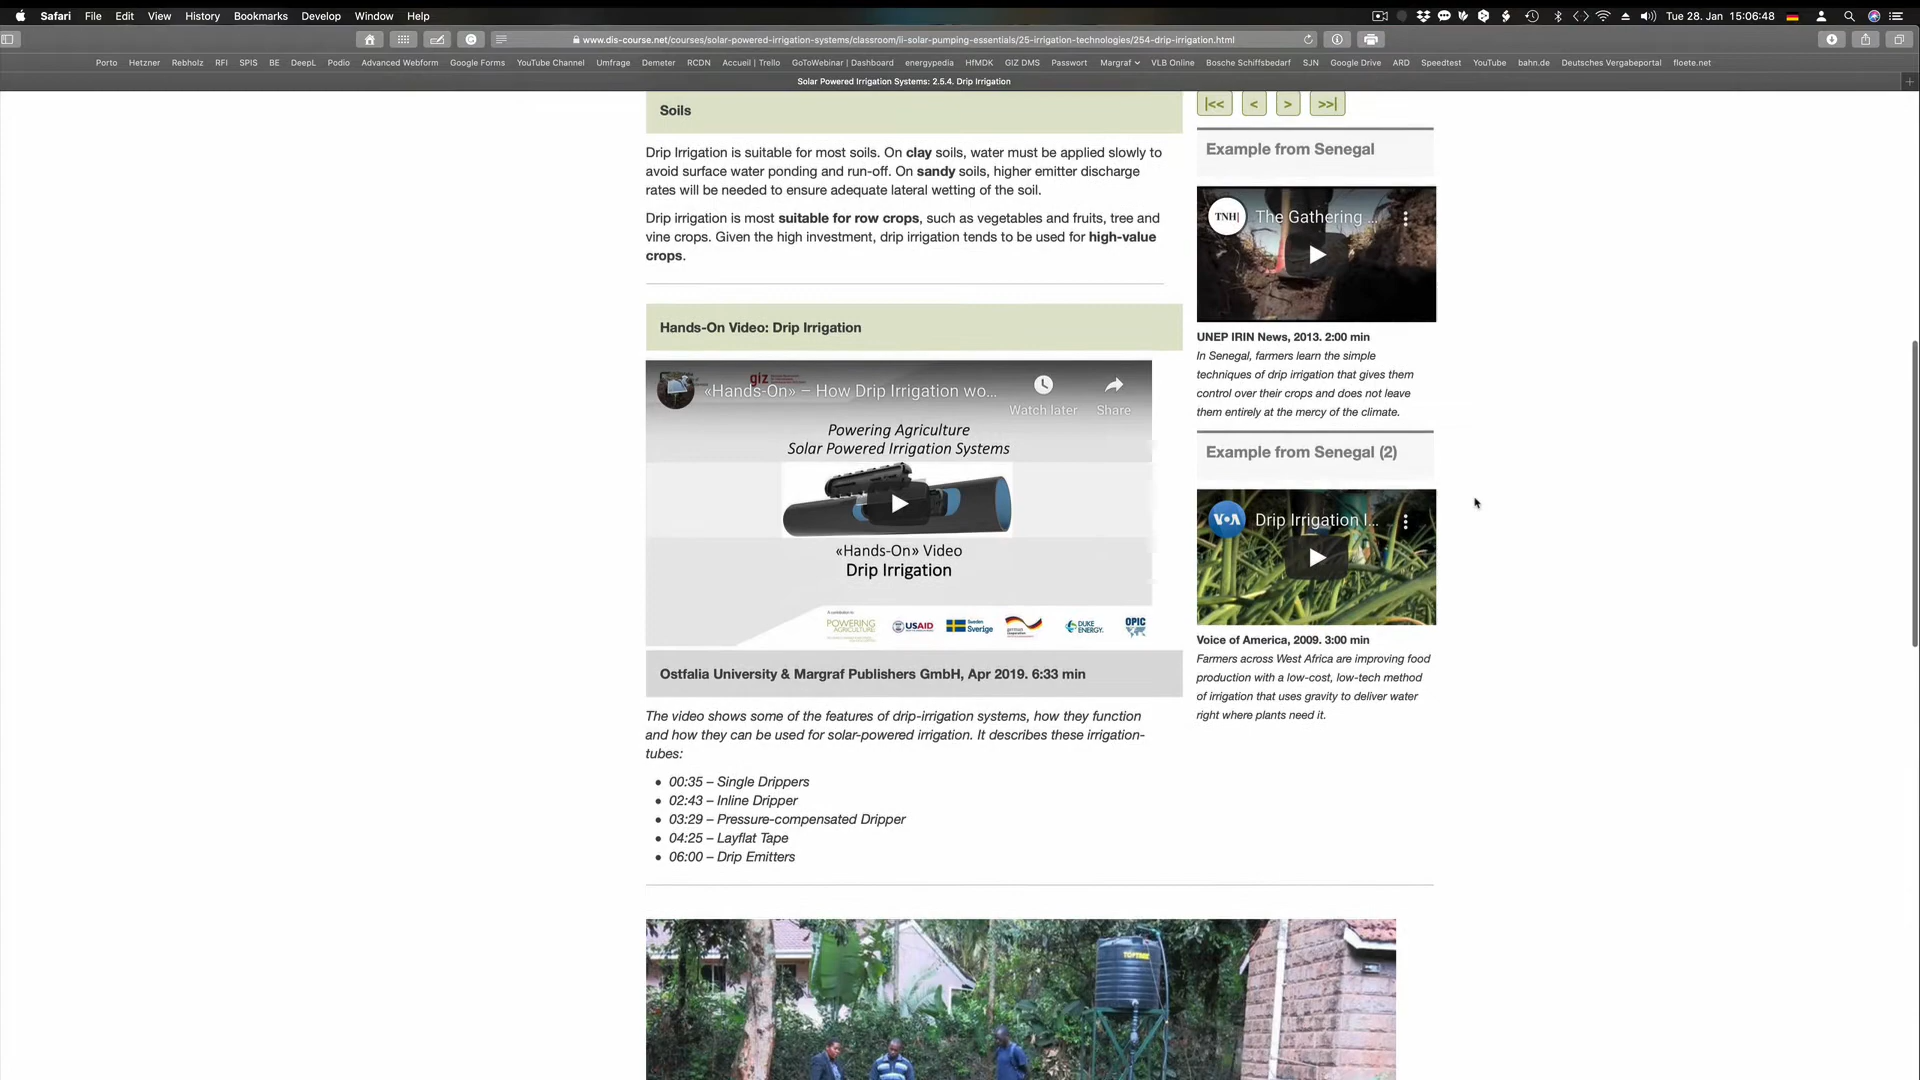 Safari File Edit View History Bookmarks Develop Window Help
Tue 28. Jan 15:06:48
www.dis-course.net/courses/solar-powered-irrigation-systems/classroom/ii-solar-pumping-essentials/25-irrigation-technologies/254-drip-irrigation.html
Porto Hetzner Rebholz RFI SPIS BE DeepL Podio Advanced Webform Google Forms YouTube Channel Umfrage Demeter RCDN Accueil | Trello GoToWebinar | Dashboard energypedia HfMDK GIZ DMS Passwort Margraf VLB Online Bosche Schiffsbedarf SJN Google Drive ARD Speedtest YouTube bahn.de Deutsches Vergabeportal floete.net
Solar Powered Irrigation Systems: 2.5.4. Drip Irrigation
Soils
Drip Irrigation is suitable for most soils. On clay soils, water must be applied slowly to
avoid surface water ponding and run-off. On sandy soils, higher emitter discharge
rates will be needed to ensure adequate lateral wetting of the soil.
Drip irrigation is most suitable for row crops, such as vegetables and fruits, tree and
vine crops. Given the high investment, drip irrigation tends to be used for high-value
crops.
Hands-On Video: Drip Irrigation
giz
«Hands-On» – How Drip Irrigation wo...
Watch later Share
Powering Agriculture
Solar Powered Irrigation Systems
«Hands-On» Video
Drip Irrigation
A contribution to
POWERING AGRICULTURE USAID Sweden Sverige german cooperation DUKE ENERGY. OPIC
Ostfalia University & Margraf Publishers GmbH, Apr 2019. 6:33 min
The video shows some of the features of drip-irrigation systems, how they function
and how they can be used for solar-powered irrigation. It describes these irrigation-
tubes:
• 00:35 – Single Drippers
• 02:43 – Inline Dripper
• 03:29 – Pressure-compensated Dripper
• 04:25 – Layflat Tape
• 06:00 – Drip Emitters
TOPTANK
|<< < > >>|
Example from Senegal
TNH| The Gathering ...
UNEP IRIN News, 2013. 2:00 min
In Senegal, farmers learn the simple
techniques of drip irrigation that gives them
control over their crops and does not leave
them entirely at the mercy of the climate.
Example from Senegal (2)
VOA Drip Irrigation I...
Voice of America, 2009. 3:00 min
Farmers across West Africa are improving food
production with a low-cost, low-tech method
of irrigation that uses gravity to deliver water
right where plants need it.